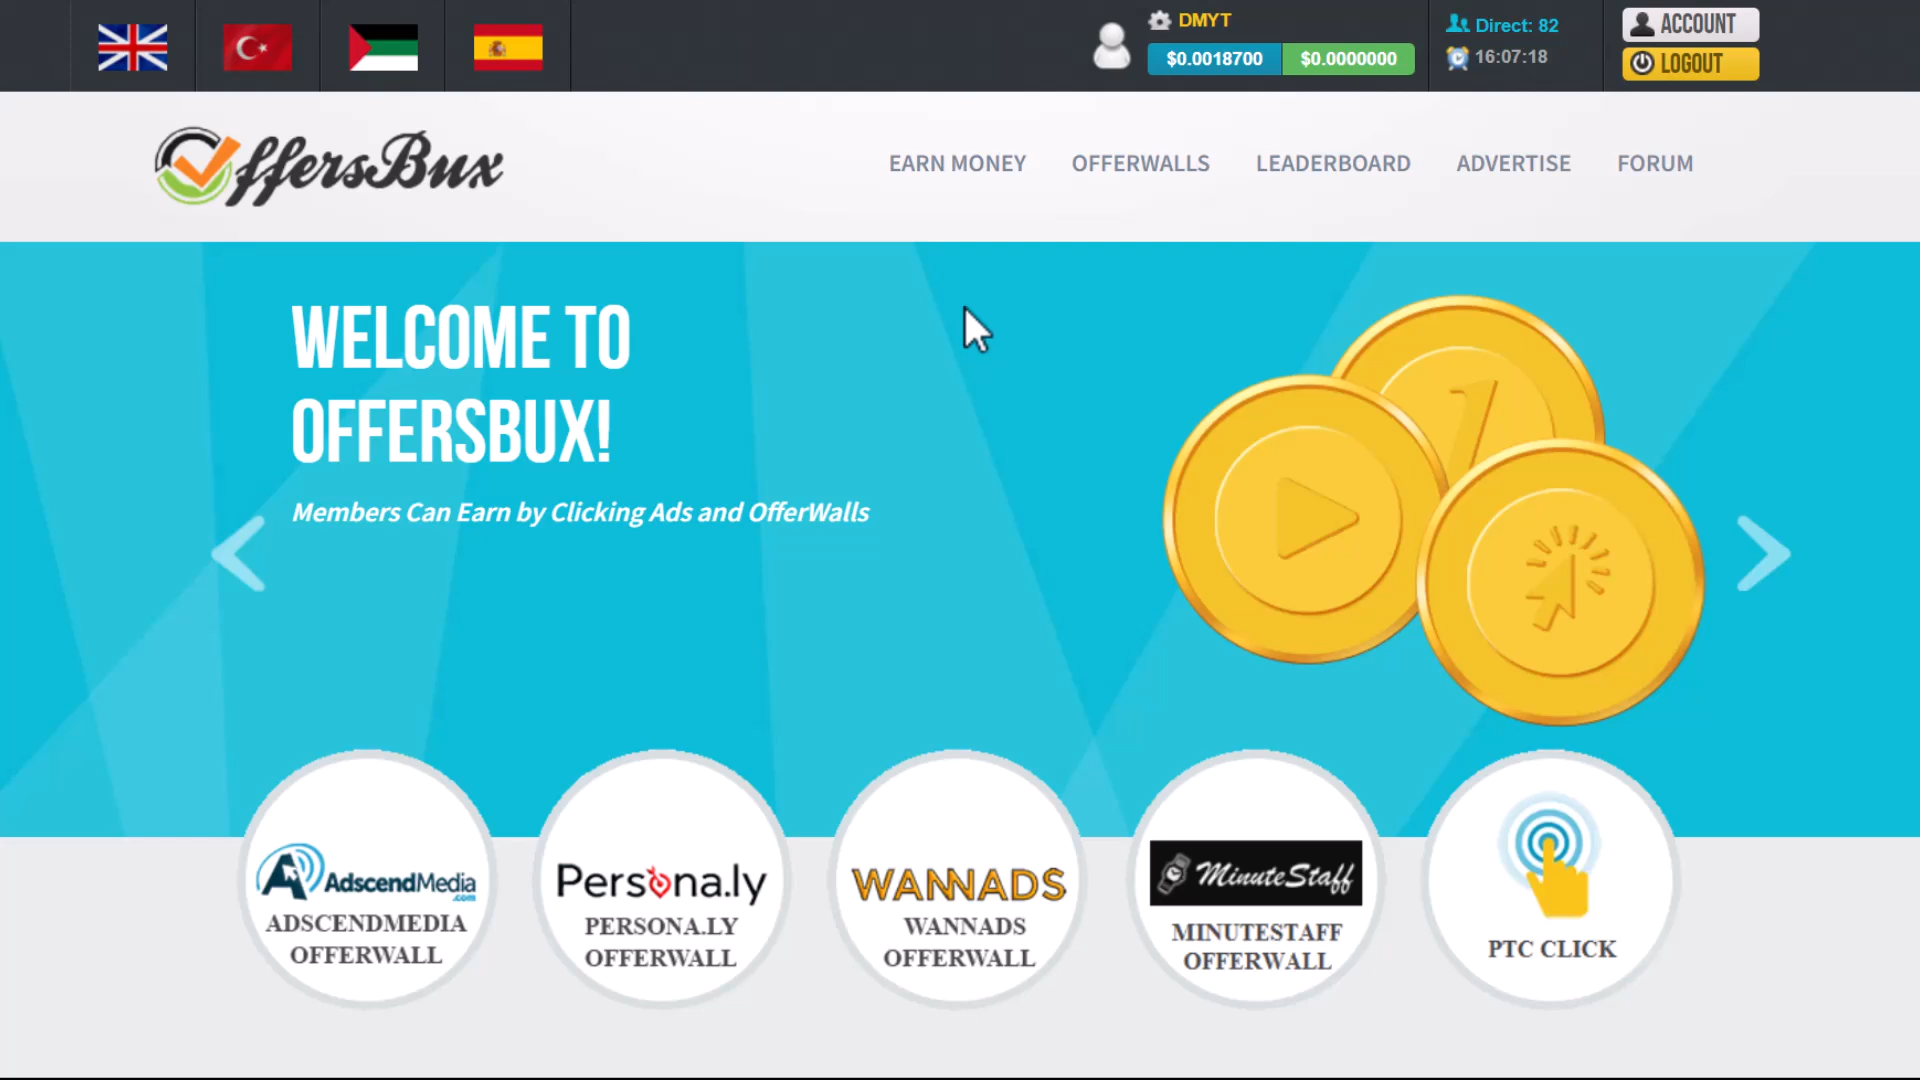 DMYT
$0.0018700 $0.0000000
Direct: 82
16:07:18
ACCOUNT
LOGOUT
OffersBux
EARN MONEY OFFERWALLS LEADERBOARD ADVERTISE FORUM
WELCOME TO
OFFERSBUX!
Members Can Earn by Clicking Ads and OfferWalls
1
AdscendMedia
.com
ADSCENDMEDIA
OFFERWALL
Persona.ly
PERSONA.LY
OFFERWALL
WANNADS
WANNADS
OFFERWALL
MinuteStaff
MINUTESTAFF
OFFERWALL
PTC CLICK